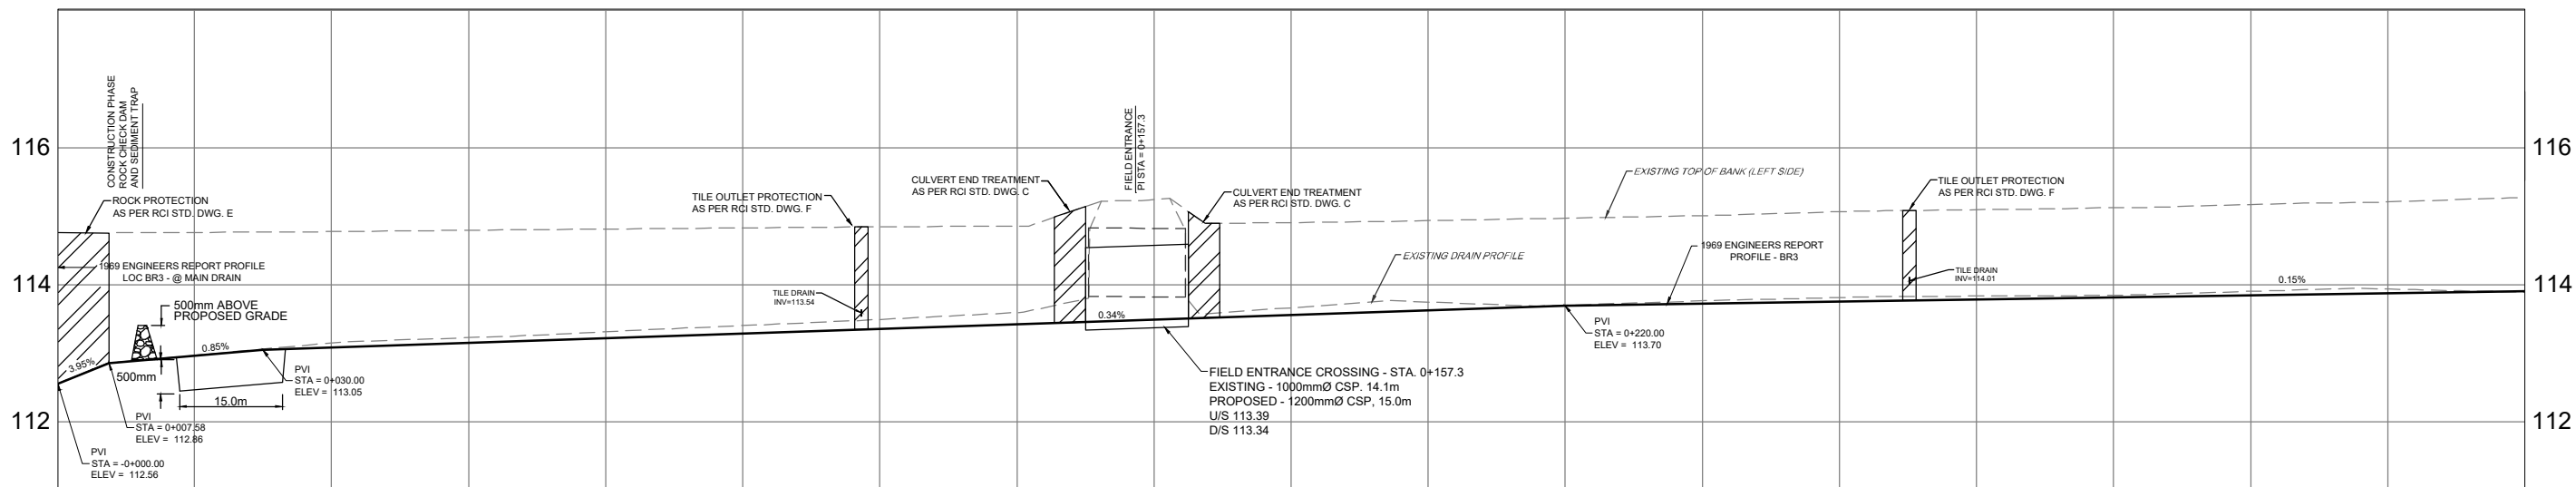 CONSTRUCTION PHASE
ROCK CHECK DAM
AND SEDIMENT TRAP
FIELD ENTRANCE
PI STA = 0+157.3
116
116
ROCK PROTECTION
AS PER RCI STD. DWG. E
TILE OUTLET PROTECTION
AS PER RCI STD. DWG. F
CULVERT END TREATMENT
AS PER RCI STD. DWG. C
CULVERT END TREATMENT
AS PER RCI STD. DWG. C
EXISTING TOP OF BANK (LEFT SIDE)
TILE OUTLET PROTECTION
AS PER RCI STD. DWG. F
1969 ENGINEERS REPORT PROFILE
LOC BR3 - @ MAIN DRAIN
EXISTING DRAIN PROFILE
1969 ENGINEERS REPORT
PROFILE - BR3
TILE DRAIN
INV=114.01
0.15%
114
114
TILE DRAIN
INV=113.54
500mm ABOVE
PROPOSED GRADE
0.34%
0.85%
3.95%
500mm
15.0m
PVI
STA = 0+030.00
ELEV = 113.05
PVI
STA = 0+220.00
ELEV = 113.70
FIELD ENTRANCE CROSSING - STA. 0+157.3
EXISTING - 1000mmØ CSP. 14.1m
PROPOSED - 1200mmØ CSP, 15.0m
U/S 113.39
D/S 113.34
112
112
PVI
STA = 0+007.58
ELEV = 112.86
PVI
STA = -0+000.00
ELEV = 112.56